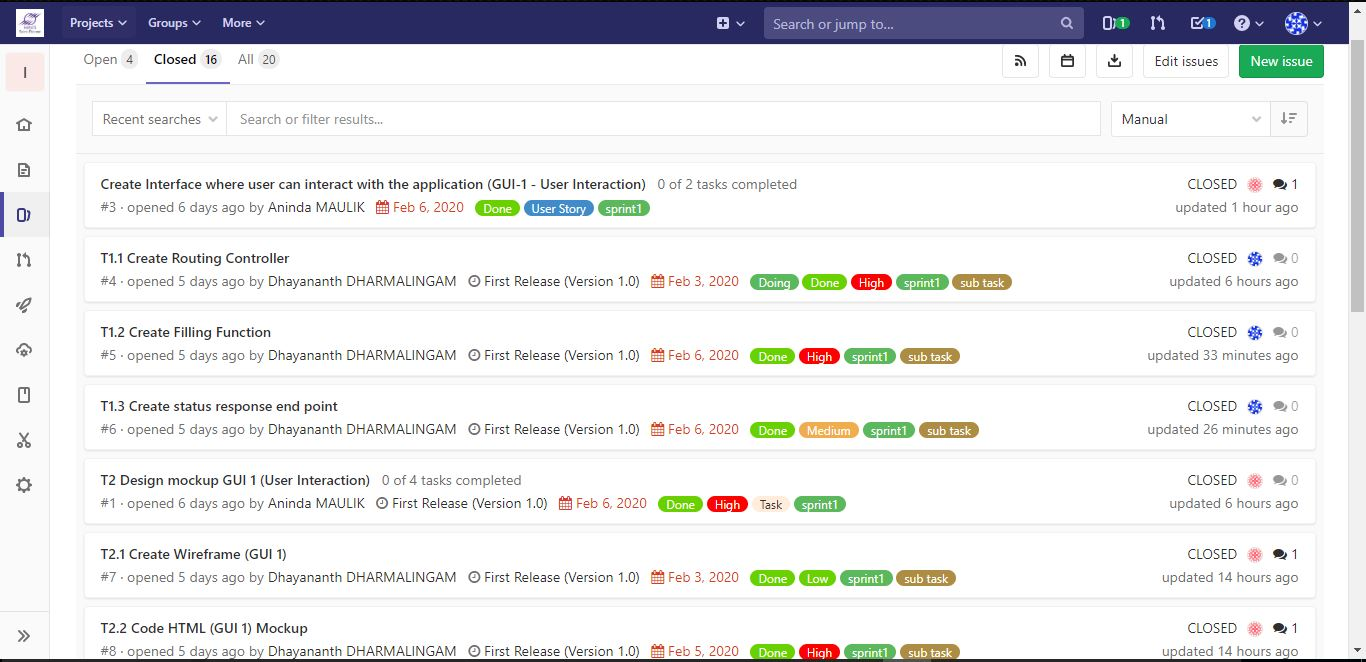 Projects Groups More Search or jump to... 1 1
Open 4 Closed 16 All 20 Edit issues New issue
I
Recent searches Search or filter results... Manual
Create Interface where user can interact with the application (GUI-1 - User Interaction) 0 of 2 tasks completed CLOSED 1
#3 · opened 6 days ago by Aninda MAULIK Feb 6, 2020 Done User Story sprint1 updated 1 hour ago
T1.1 Create Routing Controller CLOSED 0
#4 · opened 6 days ago by Dhayananth DHARMALINGAM First Release (Version 1.0) Feb 3, 2020 Doing Done High sprint1 sub task updated 6 hours ago
T1.2 Create Filling Function CLOSED 0
#5 · opened 5 days ago by Dhayananth DHARMALINGAM First Release (Version 1.0) Feb 6, 2020 Done High sprint1 sub task updated 33 minutes ago
T1.3 Create status response end point CLOSED 0
#6 · opened 5 days ago by Dhayananth DHARMALINGAM First Release (Version 1.0) Feb 6, 2020 Done Medium sprint1 sub task updated 26 minutes ago
T2 Design mockup GUI 1 (User Interaction) 0 of 4 tasks completed CLOSED 0
#1 · opened 6 days ago by Aninda MAULIK First Release (Version 1.0) Feb 6, 2020 Done High Task sprint1 updated 6 hours ago
T2.1 Create Wireframe (GUI 1) CLOSED 1
#7 · opened 5 days ago by Dhayananth DHARMALINGAM First Release (Version 1.0) Feb 3, 2020 Done Low sprint1 sub task updated 14 hours ago
T2.2 Code HTML (GUI 1) Mockup CLOSED 1
#8 · opened 5 days ago by Dhayananth DHARMALINGAM First Release (Version 1.0) Feb 5, 2020 Done High sprint1 sub task updated 14 hours ago